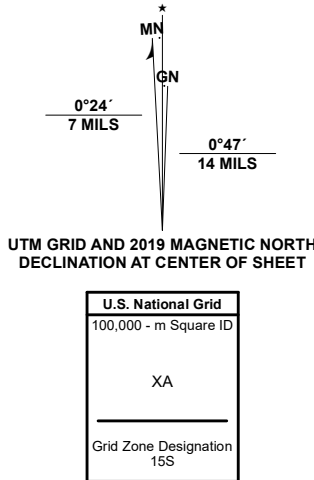 ★
MN
GN
0°24´
7 MILS
0°47´
14 MILS
UTM GRID AND 2019 MAGNETIC NORTH
DECLINATION AT CENTER OF SHEET
U.S. National Grid
100,000 - m Square ID
XA
Grid Zone Designation
15S